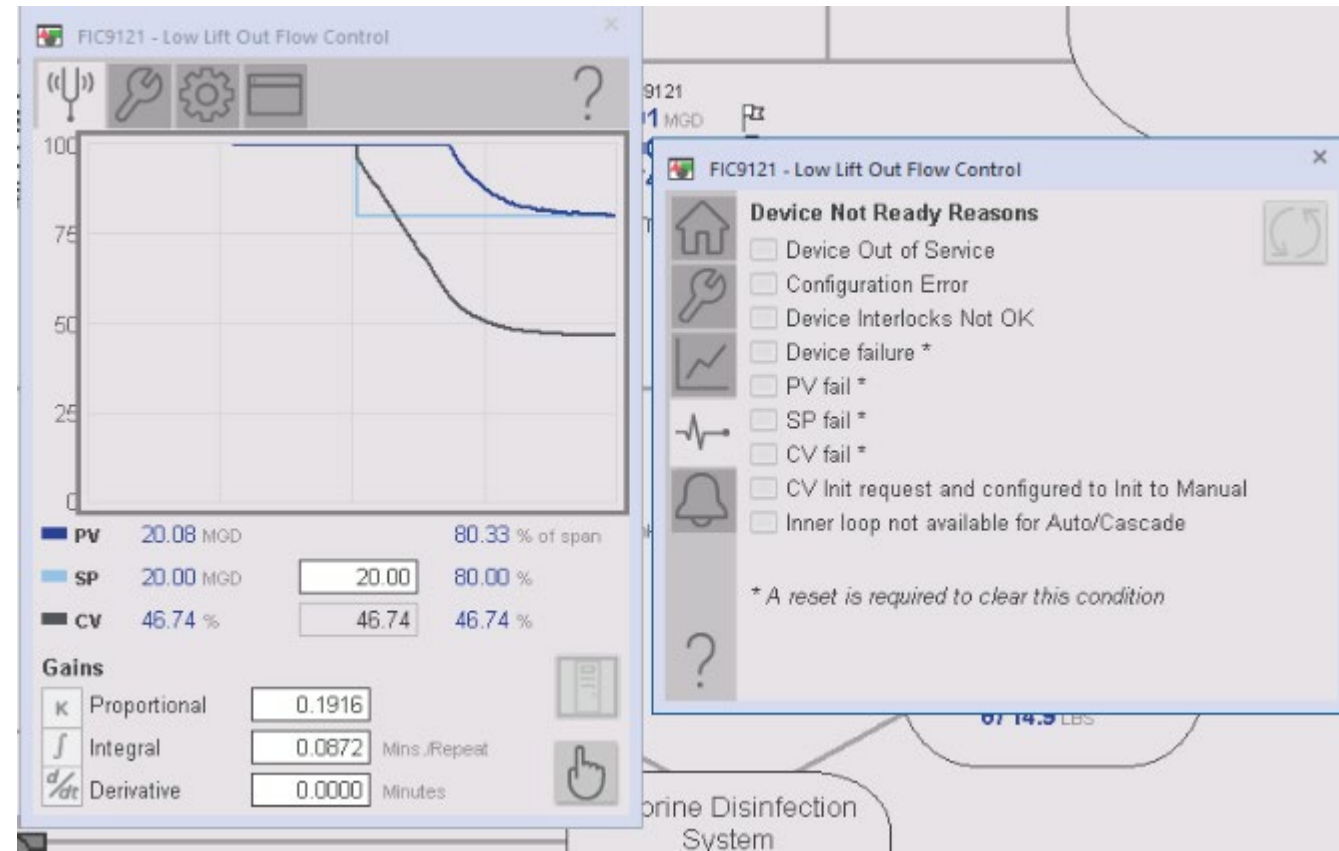 FIC9121 - Low Lift Out Flow Control
?
100
75
50
25
0
PV 20.08 MGD 80.33 % of span
SP 20.00 MGD 20.00 80.00 %
CV 46.74 % 46.74 46.74 %
Gains
K Proportional 0.1916
∫ Integral 0.0872 Mins./Repeat
d/dt Derivative 0.0000 Minutes
9121
MGD
FIC9121 - Low Lift Out Flow Control
Device Not Ready Reasons
Device Out of Service
Configuration Error
Device Interlocks Not OK
Device failure *
PV fail *
SP fail *
CV fail *
CV Init request and configured to Init to Manual
Inner loop not available for Auto/Cascade
* A reset is required to clear this condition
?
LBS
Disinfection
System